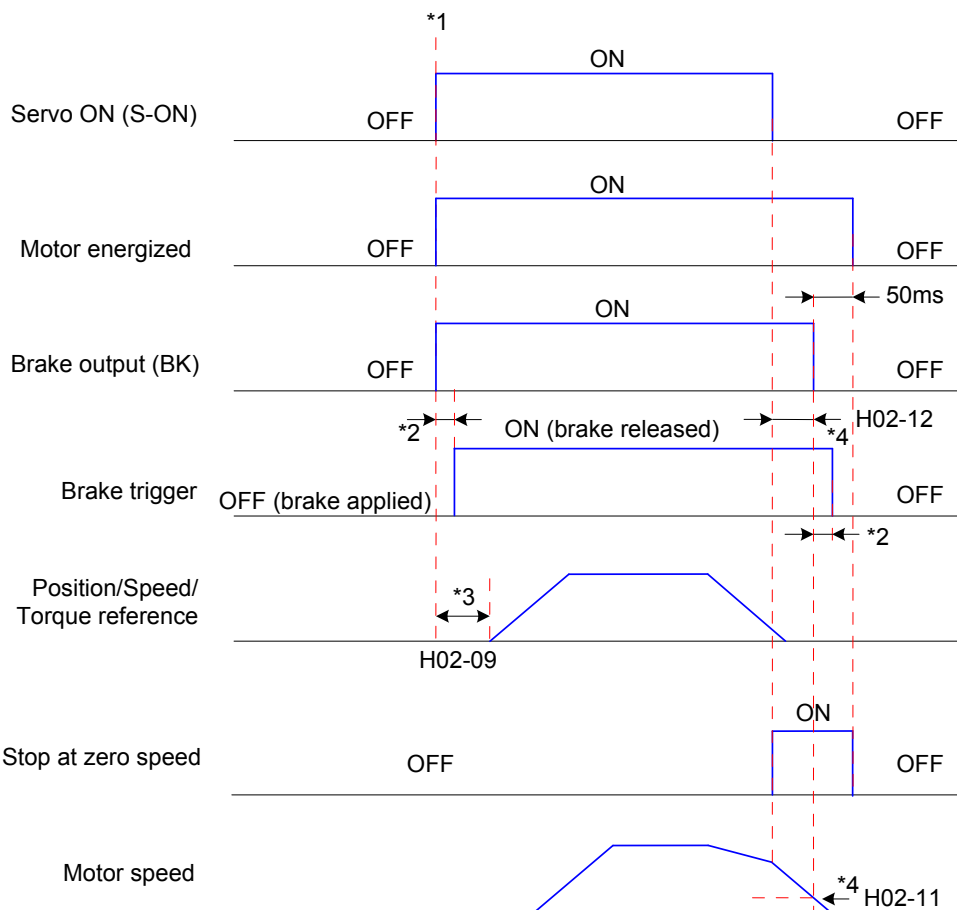 *1
ON
Servo ON (S-ON)
OFF
OFF
ON
Motor energized
OFF
OFF
50ms
ON
Brake output (BK)
OFF
OFF
*2
ON (brake released)
*4
H02-12
Brake trigger
OFF (brake applied)
OFF
*2
Position/Speed/
Torque reference
*3
H02-09
ON
Stop at zero speed
OFF
OFF
Motor speed
*4
H02-11